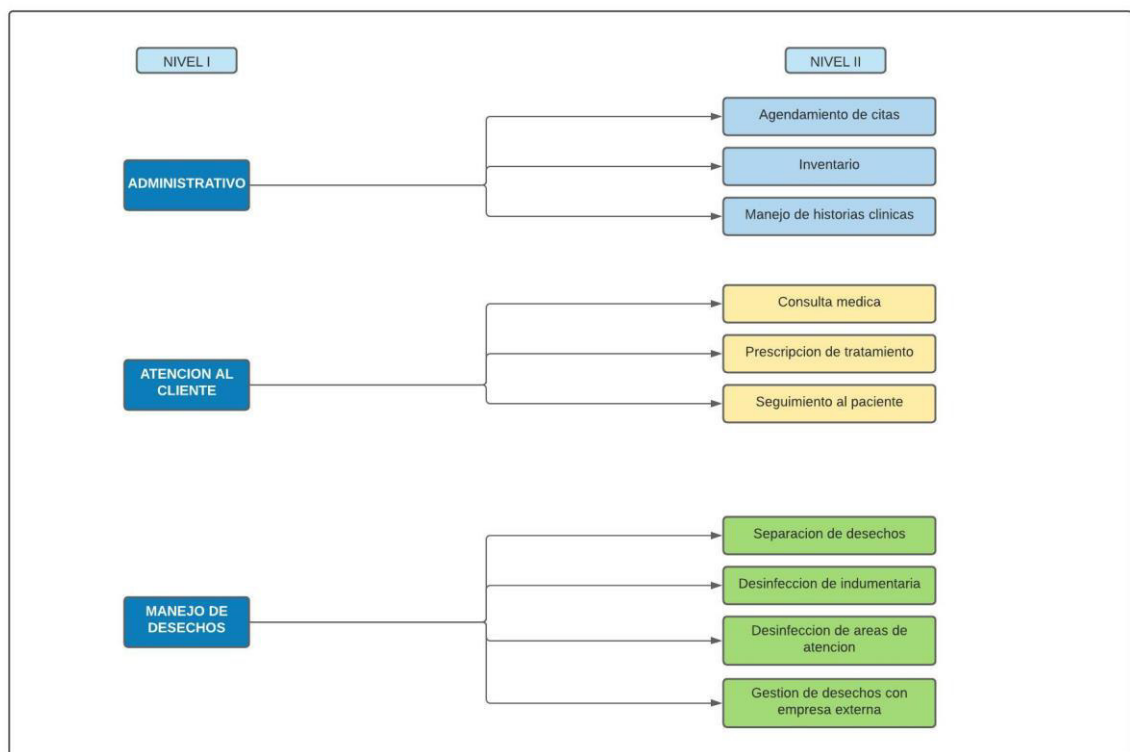 NIVEL I
NIVEL II
ADMINISTRATIVO
Agendamiento de citas
Inventario
Manejo de historias clinicas
ATENCION AL
CLIENTE
Consulta medica
Prescripcion de tratamiento
Seguimiento al paciente
MANEJO DE
DESECHOS
Separacion de desechos
Desinfeccion de indumentaria
Desinfeccion de areas de
atencion
Gestion de desechos con
empresa externa